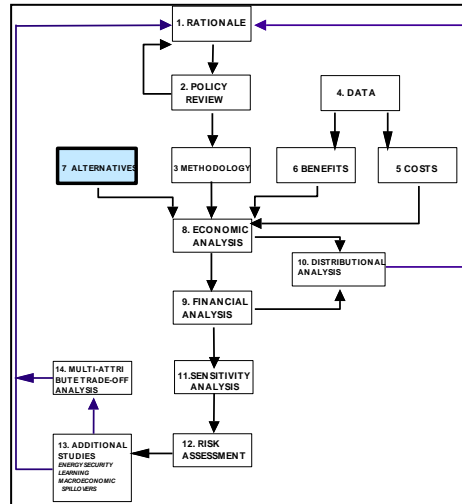 1. RATIONALE
2. POLICY
REVIEW
4. DATA
7 ALTERNATIVES
3 METHODOLOGY
6 BENEFITS
5 COSTS
8. ECONOMIC
ANALYSIS
10. DISTRIBUTIONAL
ANALYSIS
9. FINANCIAL
ANALYSIS
14. MULTI-ATTRI
BUTE TRADE-OFF
ANALYSIS
11.SENSITIVITY
ANALYSIS
13. ADDITIONAL
STUDIES
ENERGY SECURITY
LEARNING
MACROECONOMIC
SPILLOVERS
12. RISK
ASSESSMENT